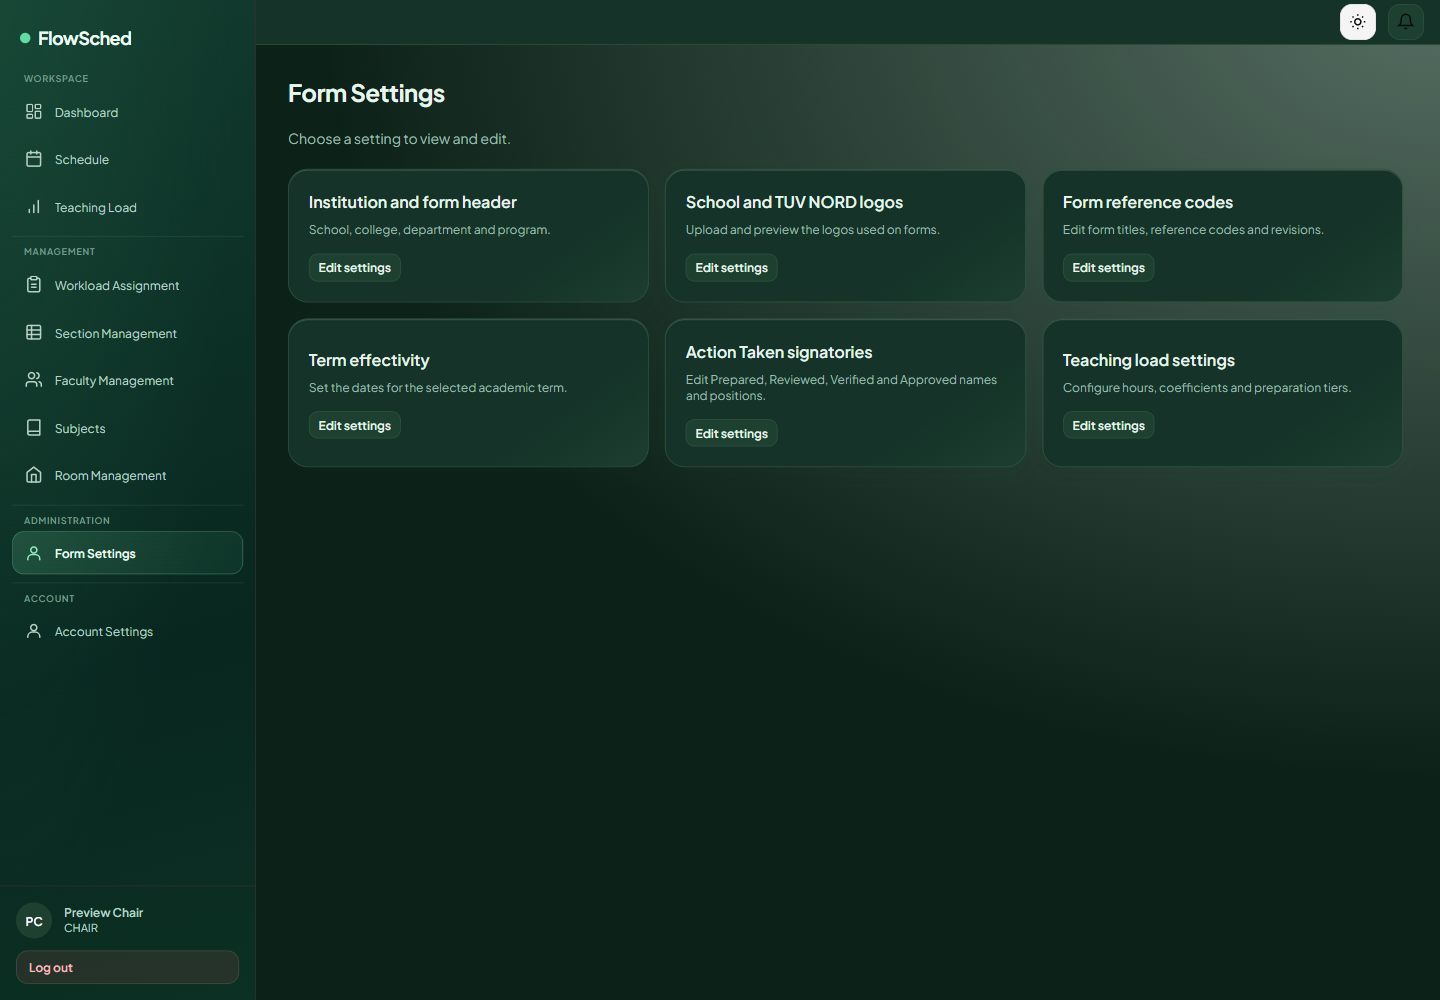 FlowSched
WORKSPACE
Dashboard
Schedule
Teaching Load
MANAGEMENT
Workload Assignment
Section Management
Faculty Management
Subjects
Room Management
ADMINISTRATION
Form Settings
ACCOUNT
Account Settings
PC
Preview Chair
CHAIR
Log out
Form Settings
Choose a setting to view and edit.
Institution and form header
School, college, department and program.
Edit settings
School and TUV NORD logos
Upload and preview the logos used on forms.
Edit settings
Form reference codes
Edit form titles, reference codes and revisions.
Edit settings
Term effectivity
Set the dates for the selected academic term.
Edit settings
Action Taken signatories
Edit Prepared, Reviewed, Verified and Approved names
and positions.
Edit settings
Teaching load settings
Configure hours, coefficients and preparation tiers.
Edit settings